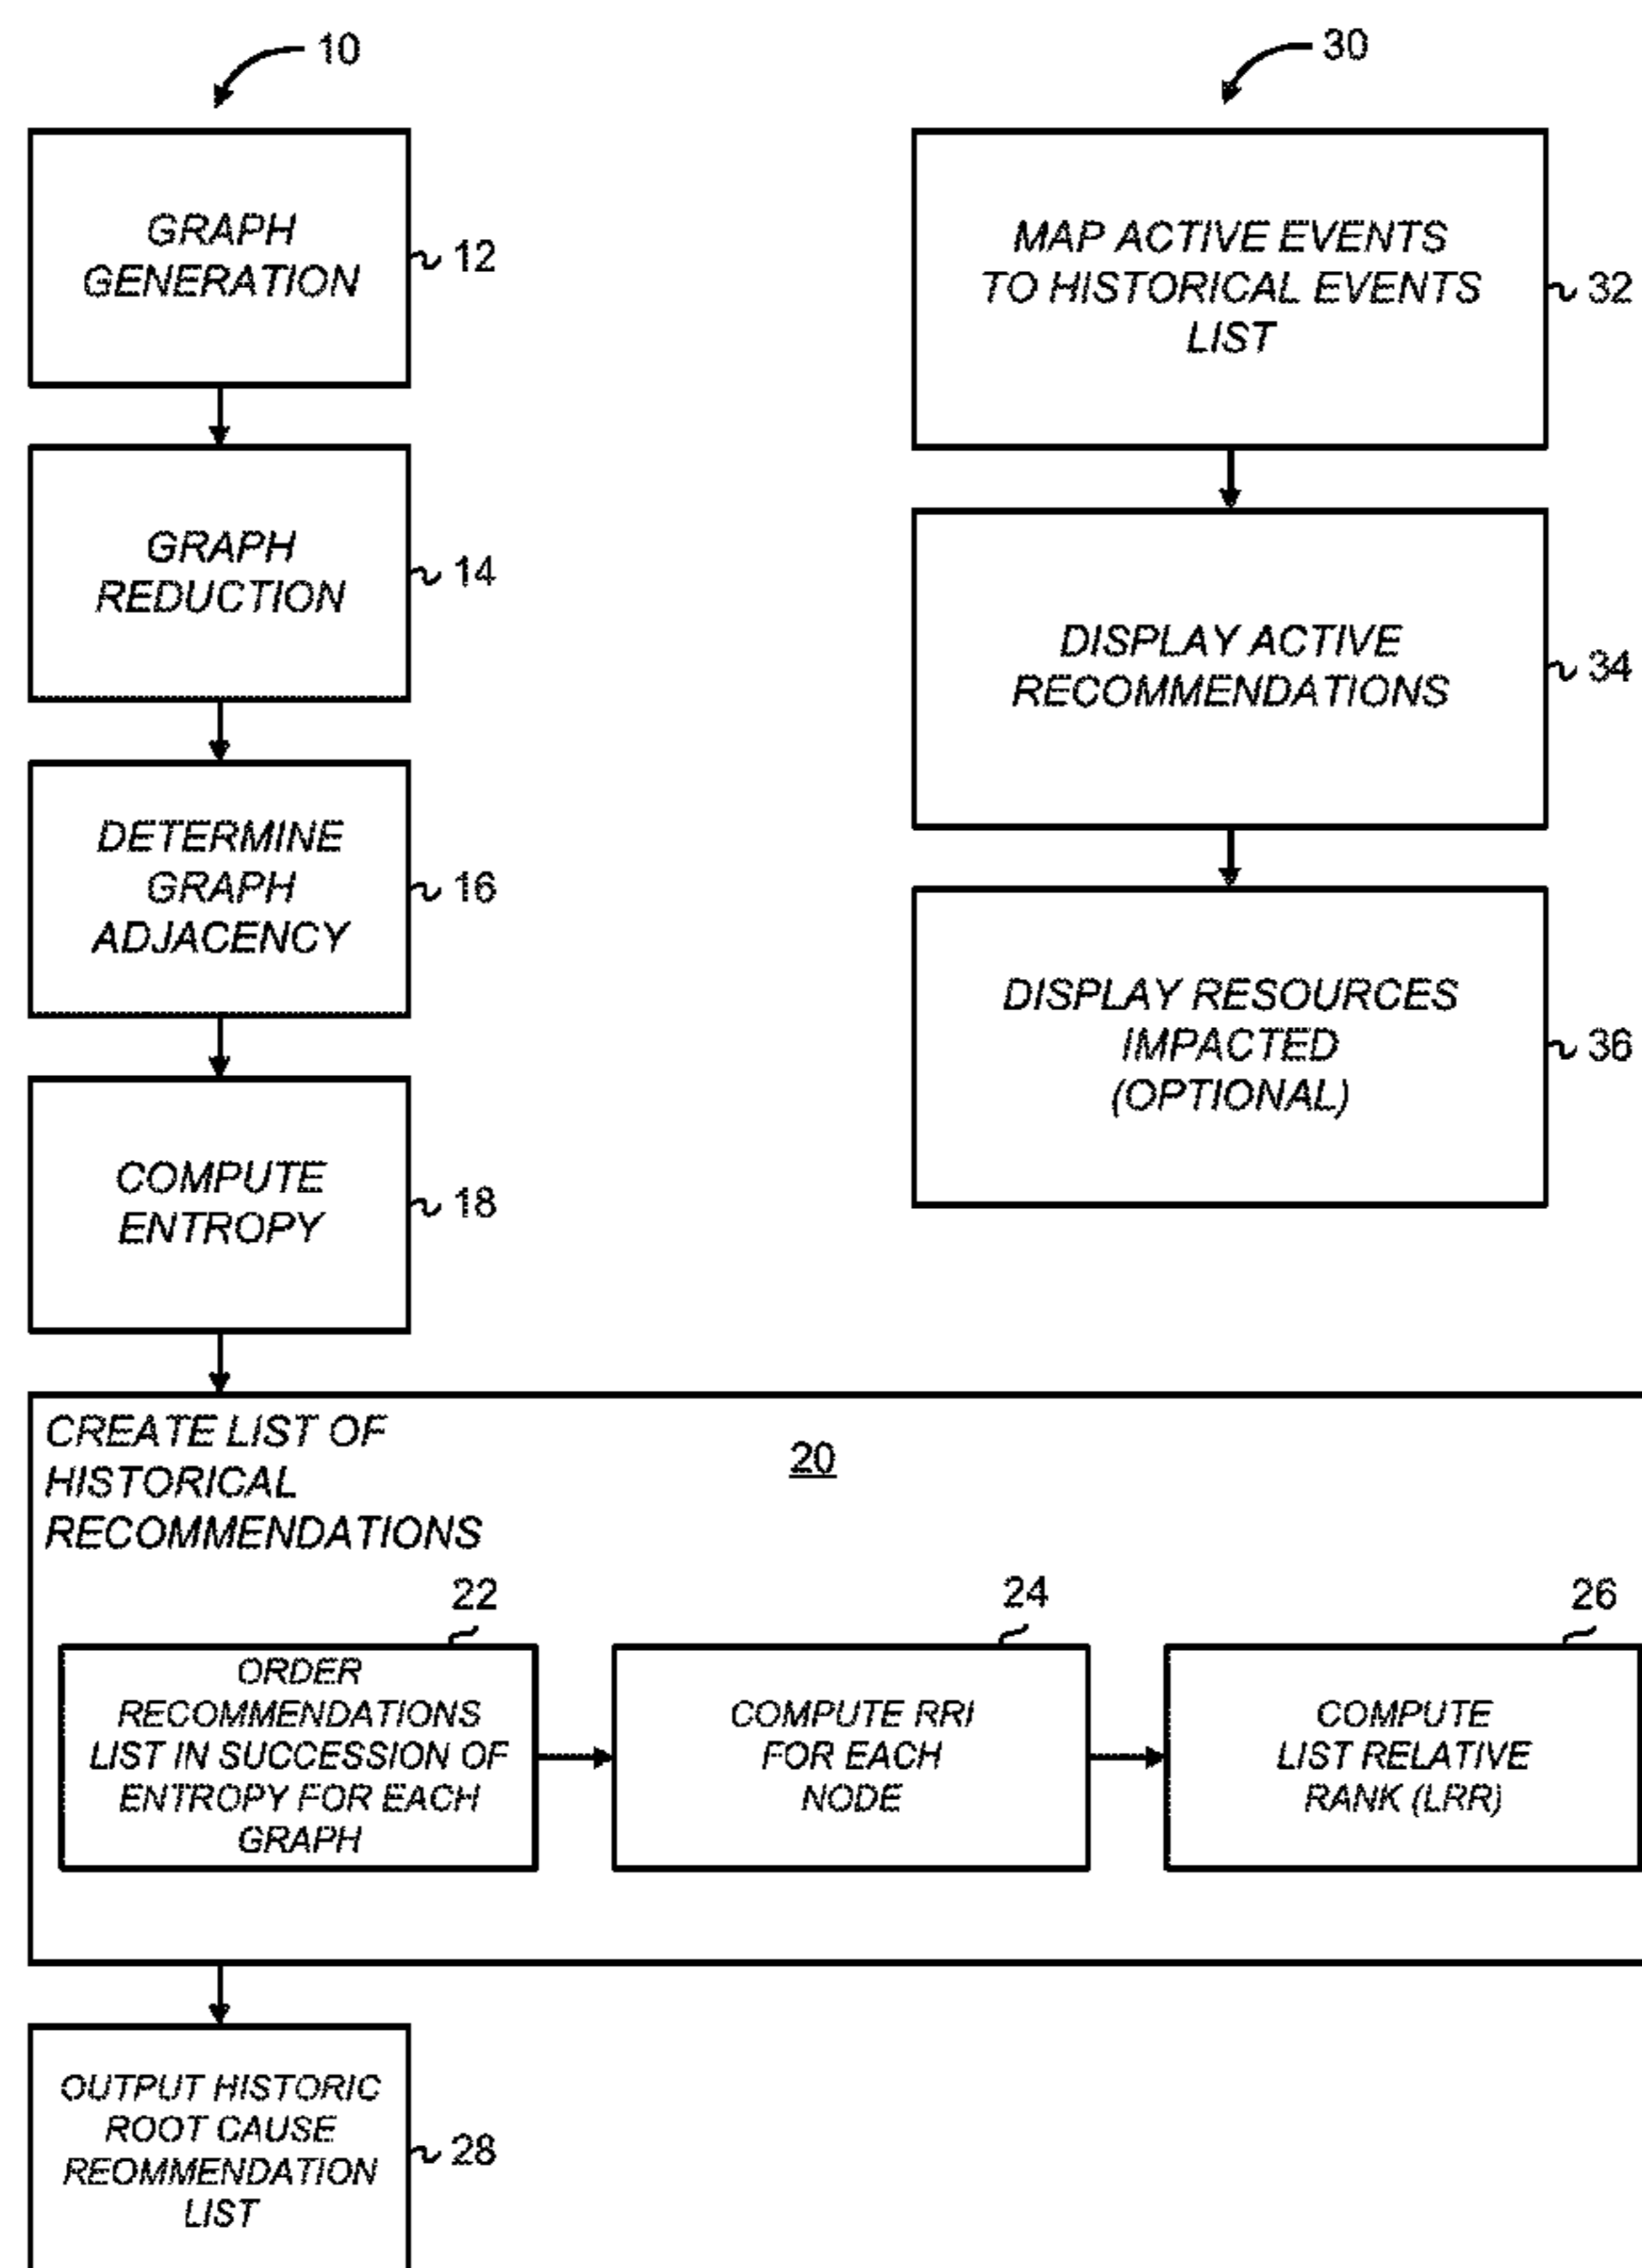 10
GRAPH
GENERATION
12
GRAPH
REDUCTION
14
DETERMINE
GRAPH
ADJACENCY
16
COMPUTE
ENTROPY
18
30
MAP ACTIVE EVENTS
TO HISTORICAL EVENTS
LIST
32
DISPLAY ACTIVE
RECOMMENDATIONS
34
DISPLAY RESOURCES
IMPACTED
(OPTIONAL)
36
CREATE LIST OF
HISTORICAL
RECOMMENDATIONS
20
22
ORDER
RECOMMENDATIONS
LIST IN SUCCESSION OF
ENTROPY FOR EACH
GRAPH
24
COMPUTE RRI
FOR EACH
NODE
26
COMPUTE
LIST RELATIVE
RANK (LRR)
OUTPUT HISTORIC
ROOT CAUSE
REOMMENDATION
LIST
28